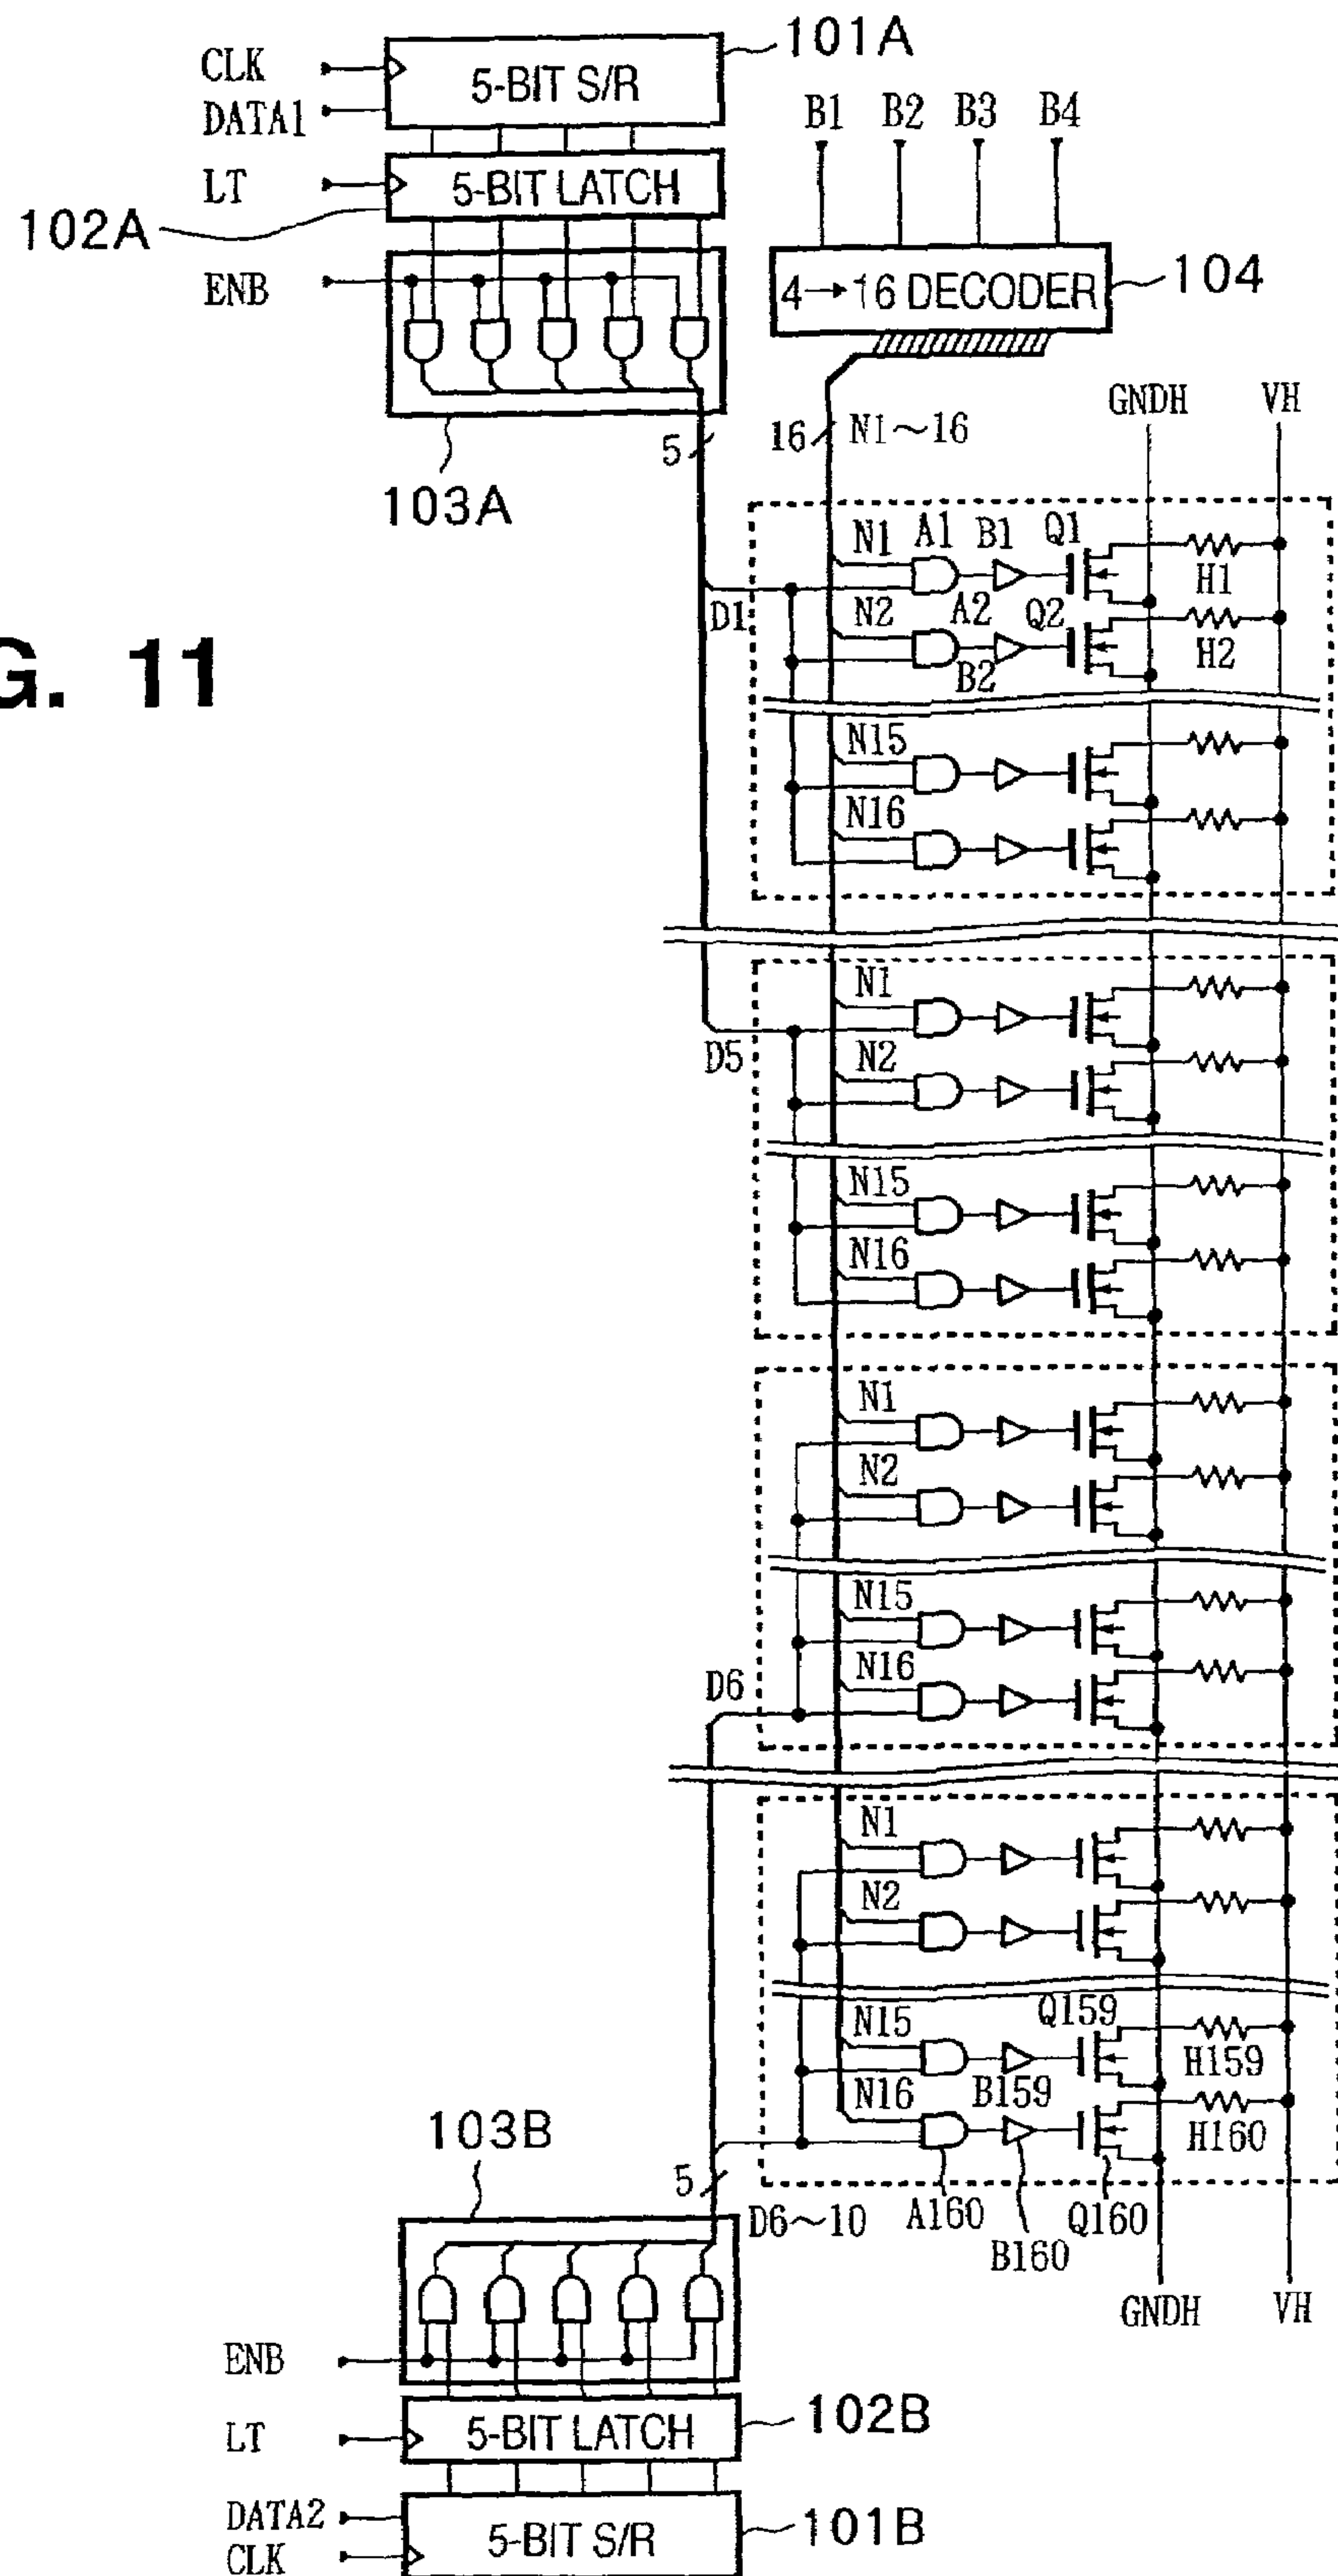 CLK
DATA1
5-BIT S/R
101A
LT
5-BIT LATCH
102A
ENB
103A
B1 B2 B3 B4
4→16 DECODER
104
5
16
N1~16
GNDH VH
G. 11
D1
N1 A1 B1 Q1
H1
N2 A2 Q2
B2
H2
N15
N16
D5
N1
N2
N15
N16
N1
N2
N15
N16
D6
N1
N2
N15 Q159
B159 H159
N16
H160
103B
5
D6~10 A160 B160 Q160
GNDH VH
ENB
LT
5-BIT LATCH
102B
DATA2
CLK
5-BIT S/R
101B